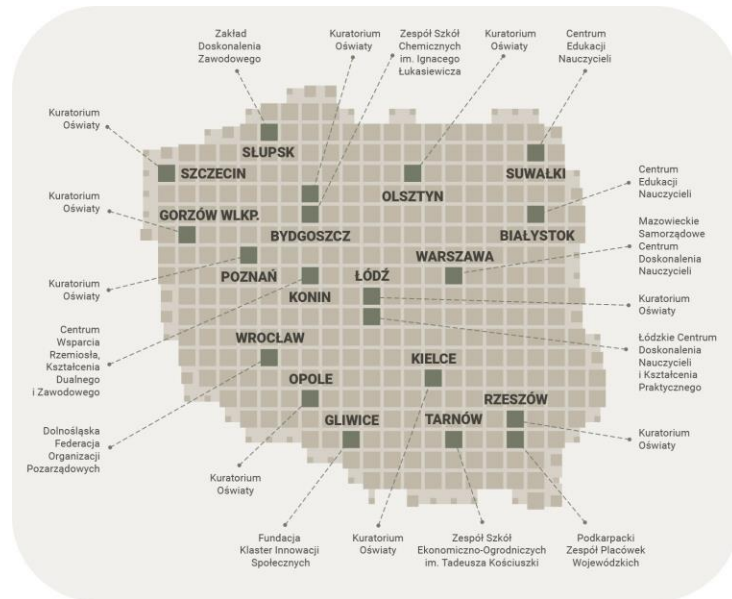 Zakład
Doskonalenia
Zawodowego
Kuratorium
Oświaty
Zespół Szkół
Chemicznych
im. Ignacego
Łukasiewicza
Kuratorium
Oświaty
Centrum
Edukacji
Nauczycieli
Kuratorium
Oświaty
SŁUPSK
SZCZECIN
OLSZTYN
SUWAŁKI
Kuratorium
Oświaty
Centrum
Edukacji
Nauczycieli
GORZÓW WLKP.
BYDGOSZCZ
BIAŁYSTOK
Mazowieckie
Samorządowe
Centrum
Doskonalenia
Nauczycieli
WARSZAWA
POZNAŃ
ŁÓDŹ
KONIN
Kuratorium
Oświaty
Kuratorium
Oświaty
Centrum
Wsparcia
Rzemiosła,
Kształcenia
Dualnego
i Zawodowego
WROCŁAW
KIELCE
Łódzkie Centrum
Doskonalenia
Nauczycieli
i Kształcenia
Praktycznego
OPOLE
RZESZÓW
GLIWICE
TARNÓW
Dolnośląska
Federacja
Organizacji
Pozarządowych
Kuratorium
Oświaty
Kuratorium
Oświaty
Fundacja
Klaster Innowacji
Społecznych
Kuratorium
Oświaty
Zespół Szkół
Ekonomiczno-Ogrodniczych
im. Tadeusza Kościuszki
Podkarpacki
Zespół Placówek
Wojewódzkich